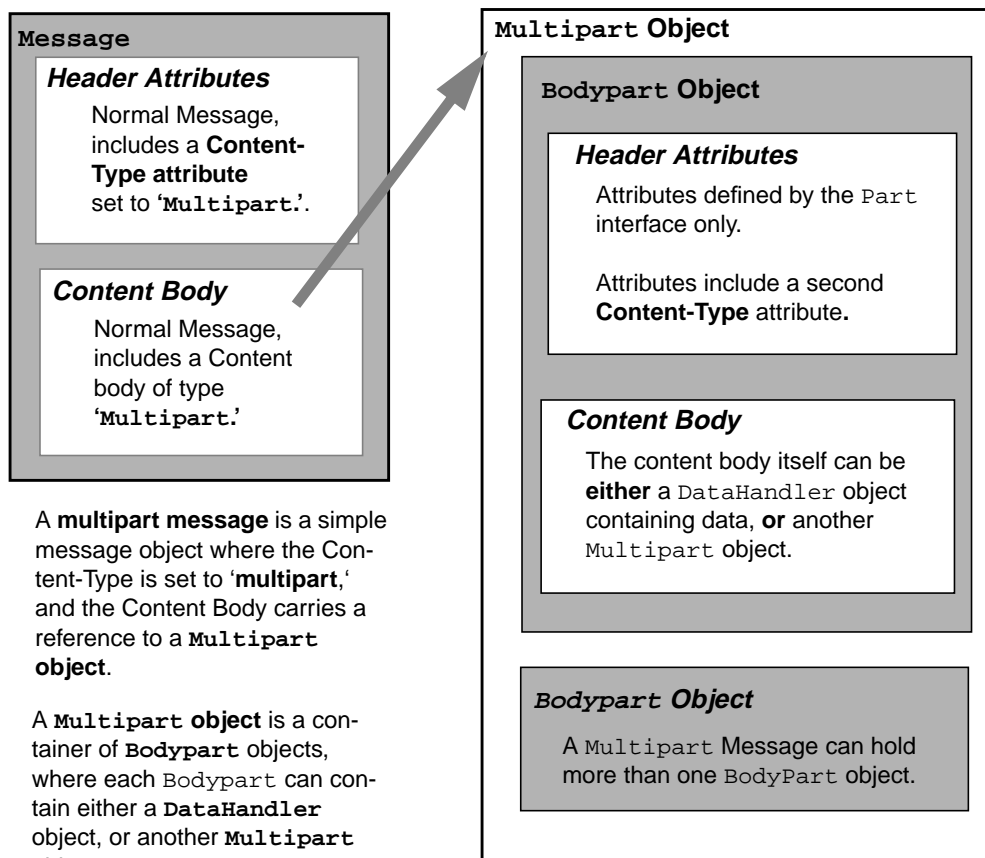 Message
Header Attributes
Normal Message,
includes a Content-
Type attribute
set to ‘Multipart.’.
Content Body
Normal Message,
includes a Content
body of type
‘Multipart.’
A multipart message is a simple
message object where the Con-
tent-Type is set to ‘multipart,‘
and the Content Body carries a
reference to a Multipart
object.
A Multipart object is a con-
tainer of Bodypart objects,
where each Bodypart can con-
tain either a DataHandler
object, or another Multipart
Multipart Object
Bodypart Object
Header Attributes
Attributes defined by the Part
interface only.
Attributes include a second
Content-Type attribute.
Content Body
The content body itself can be
either a DataHandler object
containing data, or another
Multipart object.
Bodypart Object
A Multipart Message can hold
more than one BodyPart object.